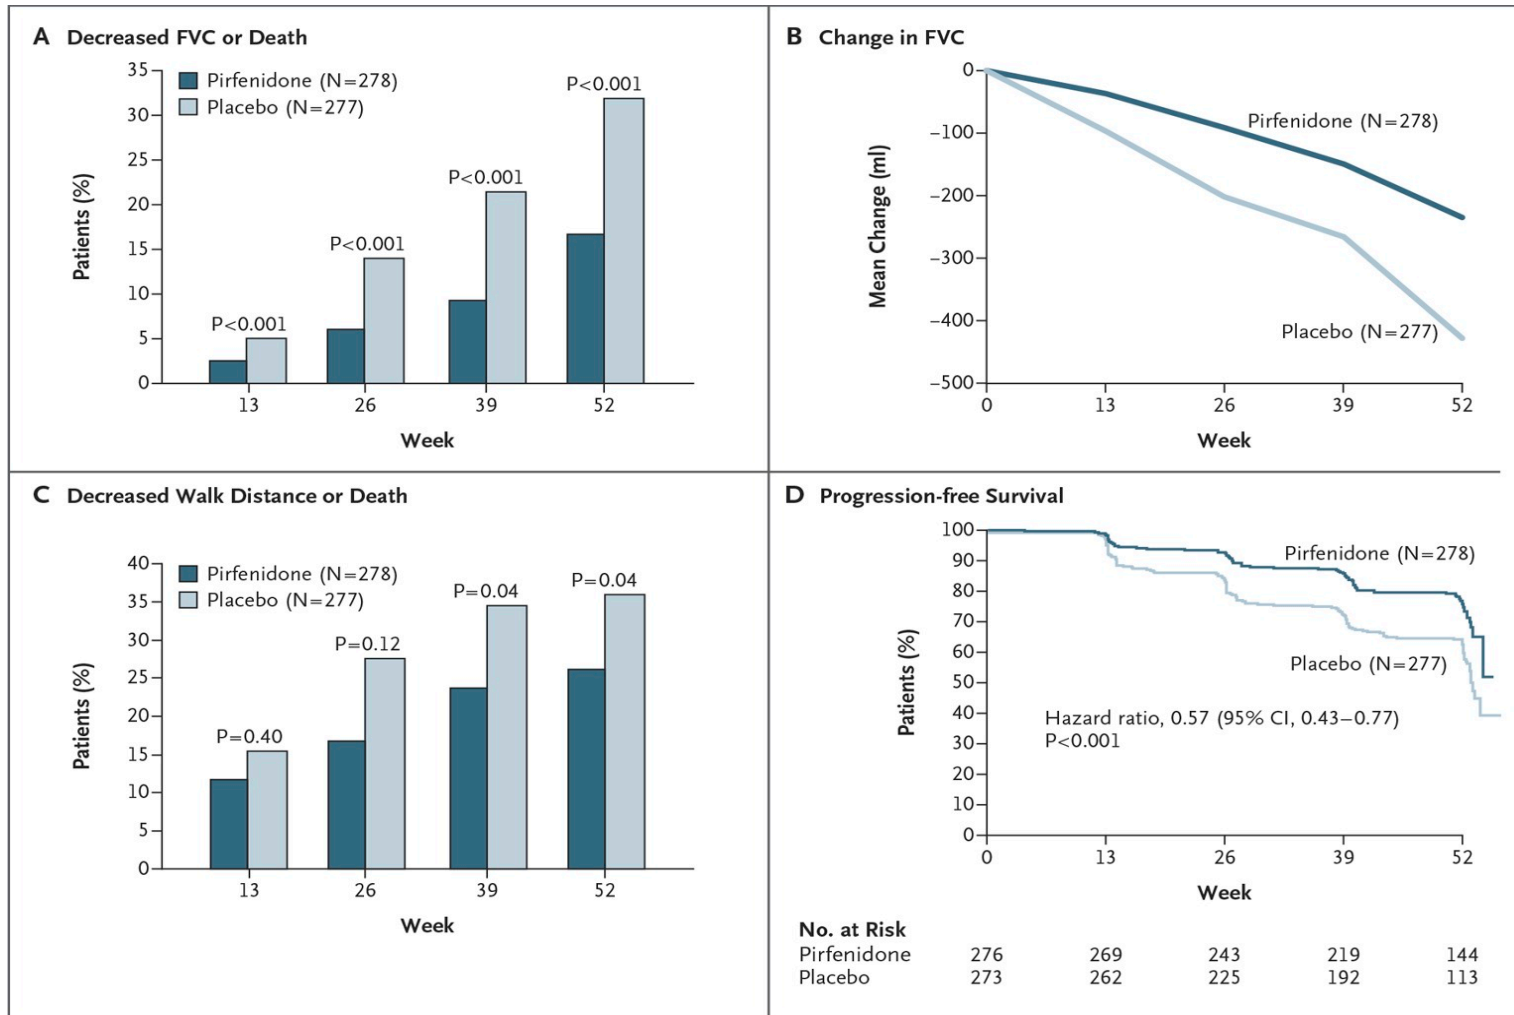 A Decreased FVC or Death
35
30
25
20
15
10
5
0
Patients (%)
Pirfenidone (N=278)
Placebo (N=277)
P<0.001
P<0.001
P<0.001
P<0.001
13 26 39 52
Week
B Change in FVC
0
−100
−200
−300
−400
−500
Mean Change (ml)
Pirfenidone (N=278)
Placebo (N=277)
0 13 26 39 52
Week
C Decreased Walk Distance or Death
40
35
30
25
20
15
10
5
0
Patients (%)
Pirfenidone (N=278)
Placebo (N=277)
P=0.40
P=0.12
P=0.04
P=0.04
13 26 39 52
Week
D Progression-free Survival
100
90
80
70
60
50
40
30
20
10
0
Patients (%)
Pirfenidone (N=278)
Placebo (N=277)
Hazard ratio, 0.57 (95% CI, 0.43–0.77)
P<0.001
0 13 26 39 52
Week
No. at Risk
Pirfenidone 276 269 243 219 144
Placebo 273 262 225 192 113